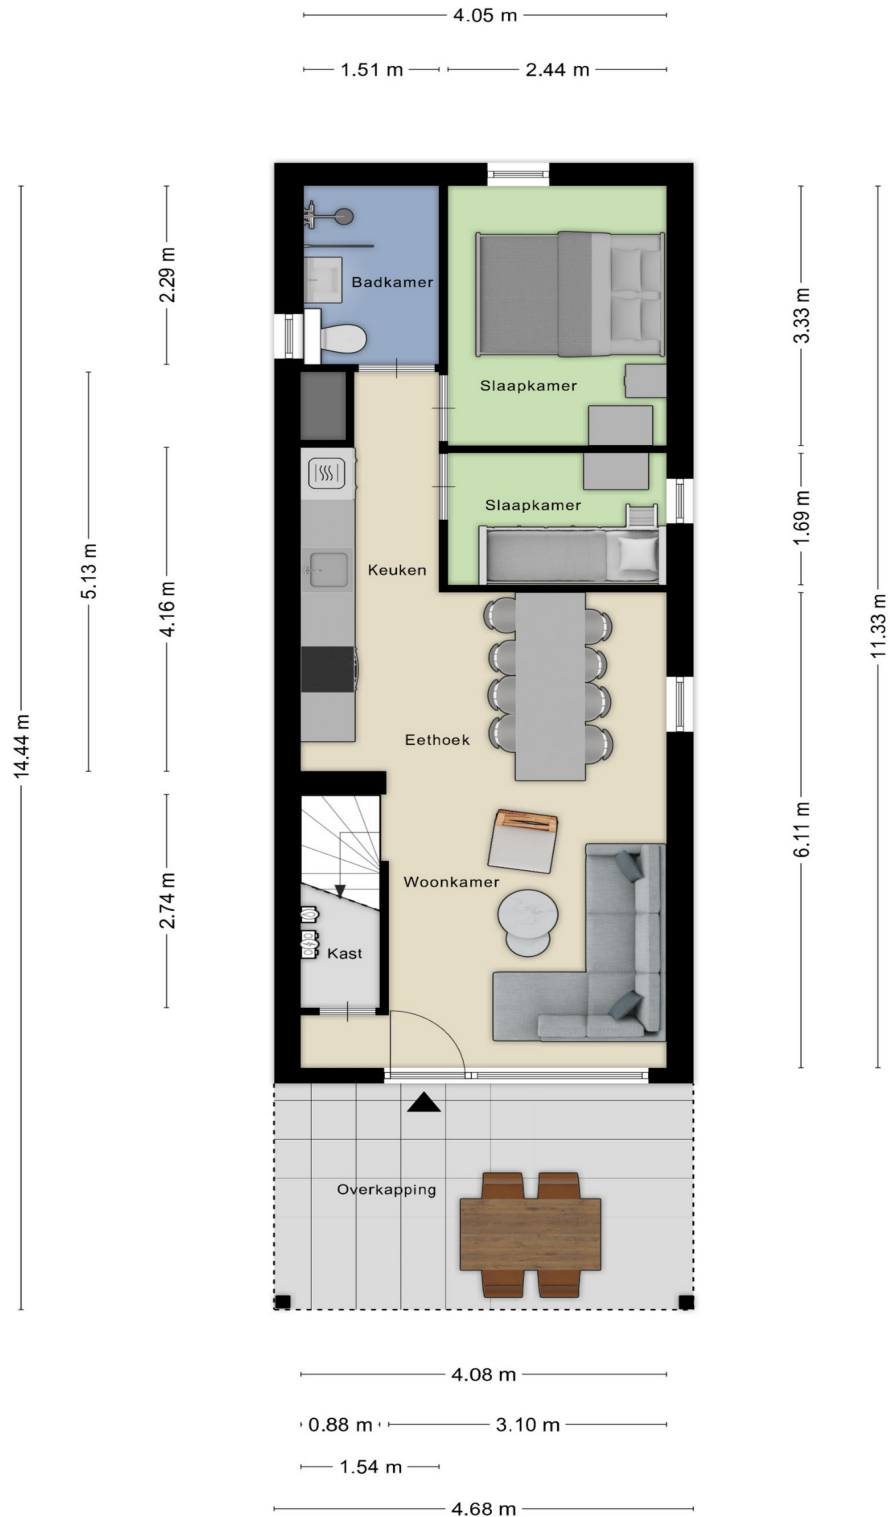 4.05 m
1.51 m
2.44 m
2.29 m
Badkamer
3.33 m
Slaapkamer
Slaapkamer
1.69 m
5.13 m
Keuken
4.16 m
11.33 m
14.44 m
Eethoek
6.11 m
Woonkamer
2.74 m
Kast
Overkapping
4.08 m
0.88 m
3.10 m
1.54 m
4.68 m